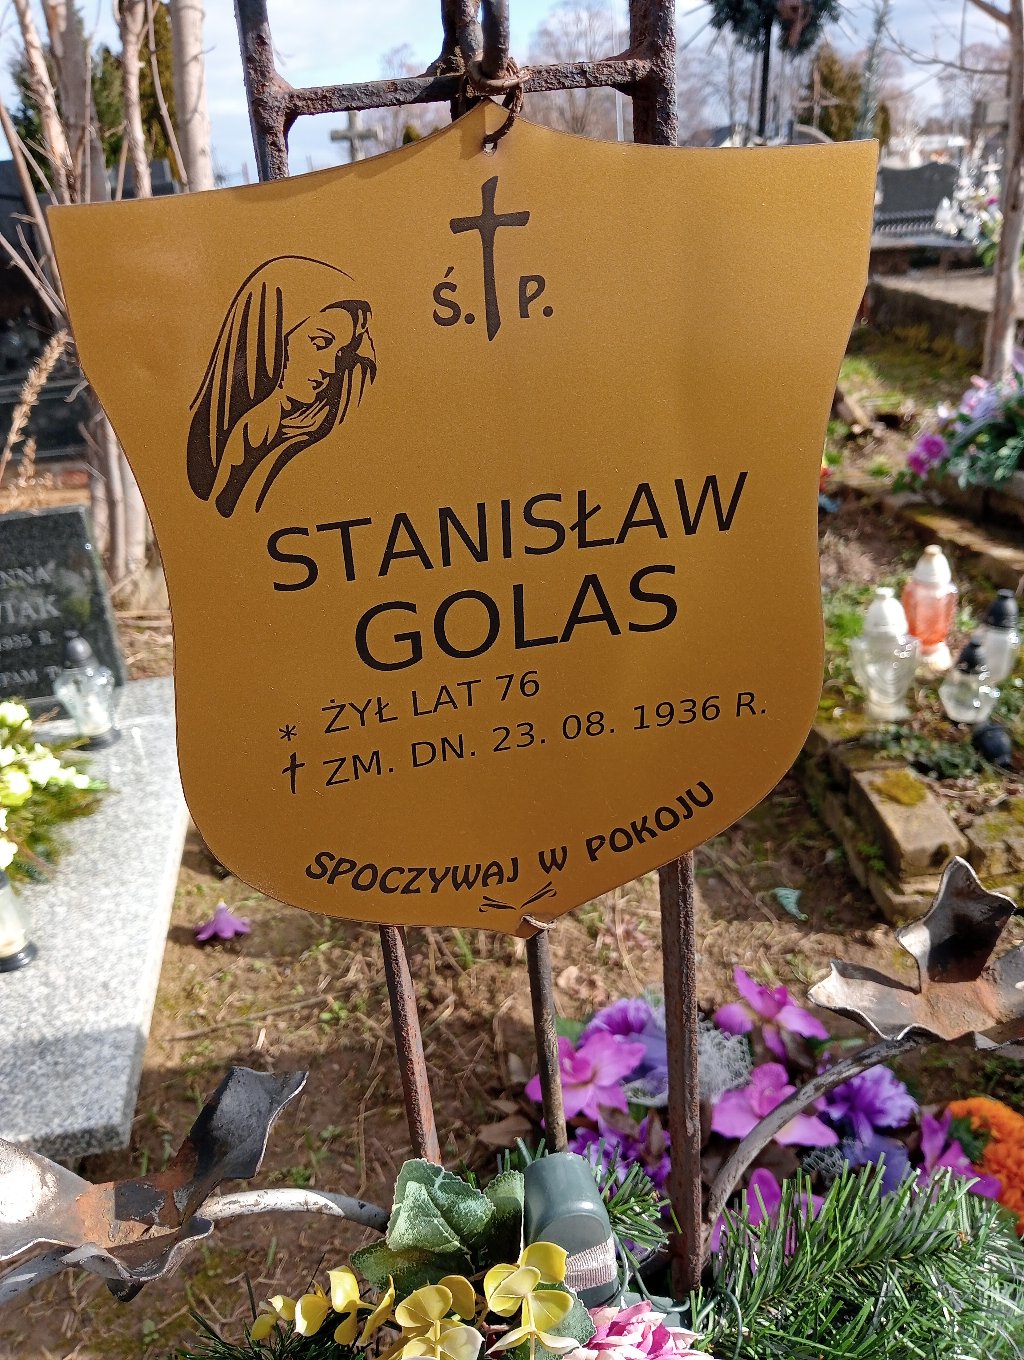 Ś. P.
STANISŁAW
GOLAS
* ŻYŁ LAT 76
† ZM. DN. 23. 08. 1936 R.
SPOCZYWAJ W POKOJU